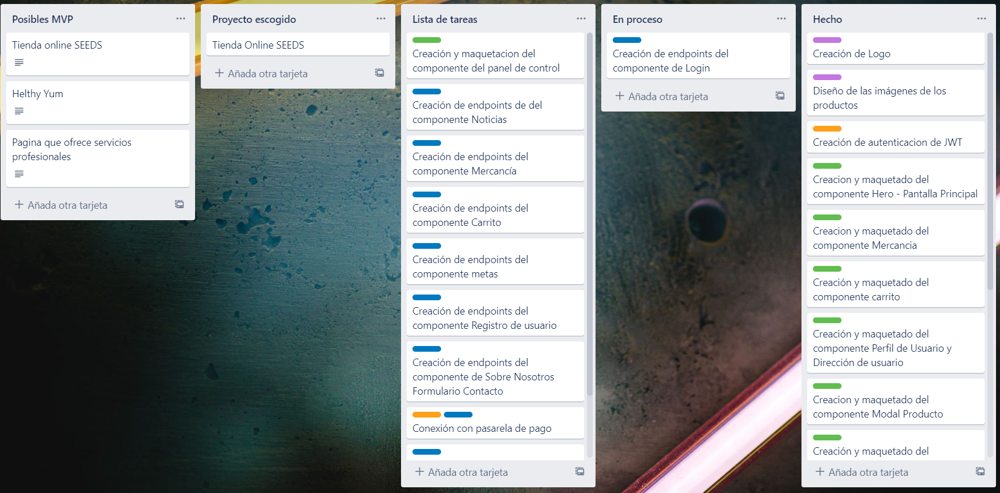 Posibles MVP
Tienda online SEEDS
Helthy Yum
Pagina que ofrece servicios
profesionales
Añada otra tarjeta
Proyecto escogido
Tienda Online SEEDS
Añada otra tarjeta
Lista de tareas
Creación y maquetacion del
componente del panel de control
Creación de endpoints de del
componente Noticias
Creación de endpoints del
componente Mercancía
Creación de endpoints del
componente Carrito
Creación de endpoints del
componente metas
Creación de endpoints del
componente Registro de usuario
Creación de endpoints del
componente de Sobre Nosotros
Formulario Contacto
Conexión con pasarela de pago
Añada otra tarjeta
En proceso
Creación de endpoints del
componente de Login
Añada otra tarjeta
Hecho
Creación de Logo
Diseño de las imágenes de los
productos
Creación de autenticacion de JWT
Creacion y maquetado del
componente Hero - Pantalla Principal
Creacion y maquetado del
componente Mercancia
Creación y maquetado del
componente carrito
Creación y maquetado del
componente Perfil de Usuario y
Dirección de usuario
Creacion y maquetado del
componente Modal Producto
Creación y maquetado del
Añada otra tarjeta